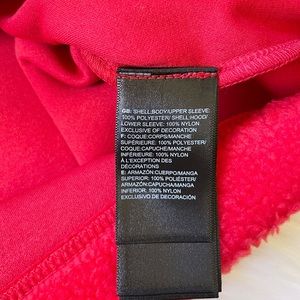 GB: SHELL:BODY/UPPER SLEEVE:
100% POLYESTER/ SHELL:HOOD/
LOWER SLEEVE: 100% NYLON
EXCLUSIVE OF DECORATION
F: COQUE:CORPS/MANCHE
SUPÉRIEURE: 100% POLYESTER/
COQUE:CAPUCHE/MANCHE
INFÉRIEURE: 100% NYLON
À L'EXCEPTION DES
DÉCORATIONS
E: ARMAZÓN:CUERPO/MANGA
SUPERIOR: 100% POLIÉSTER/
ARMAZÓN:CAPUCHA/MANGA
INFERIOR: 100% NYLON
EXCLUSIVO DE DECORACIÓN